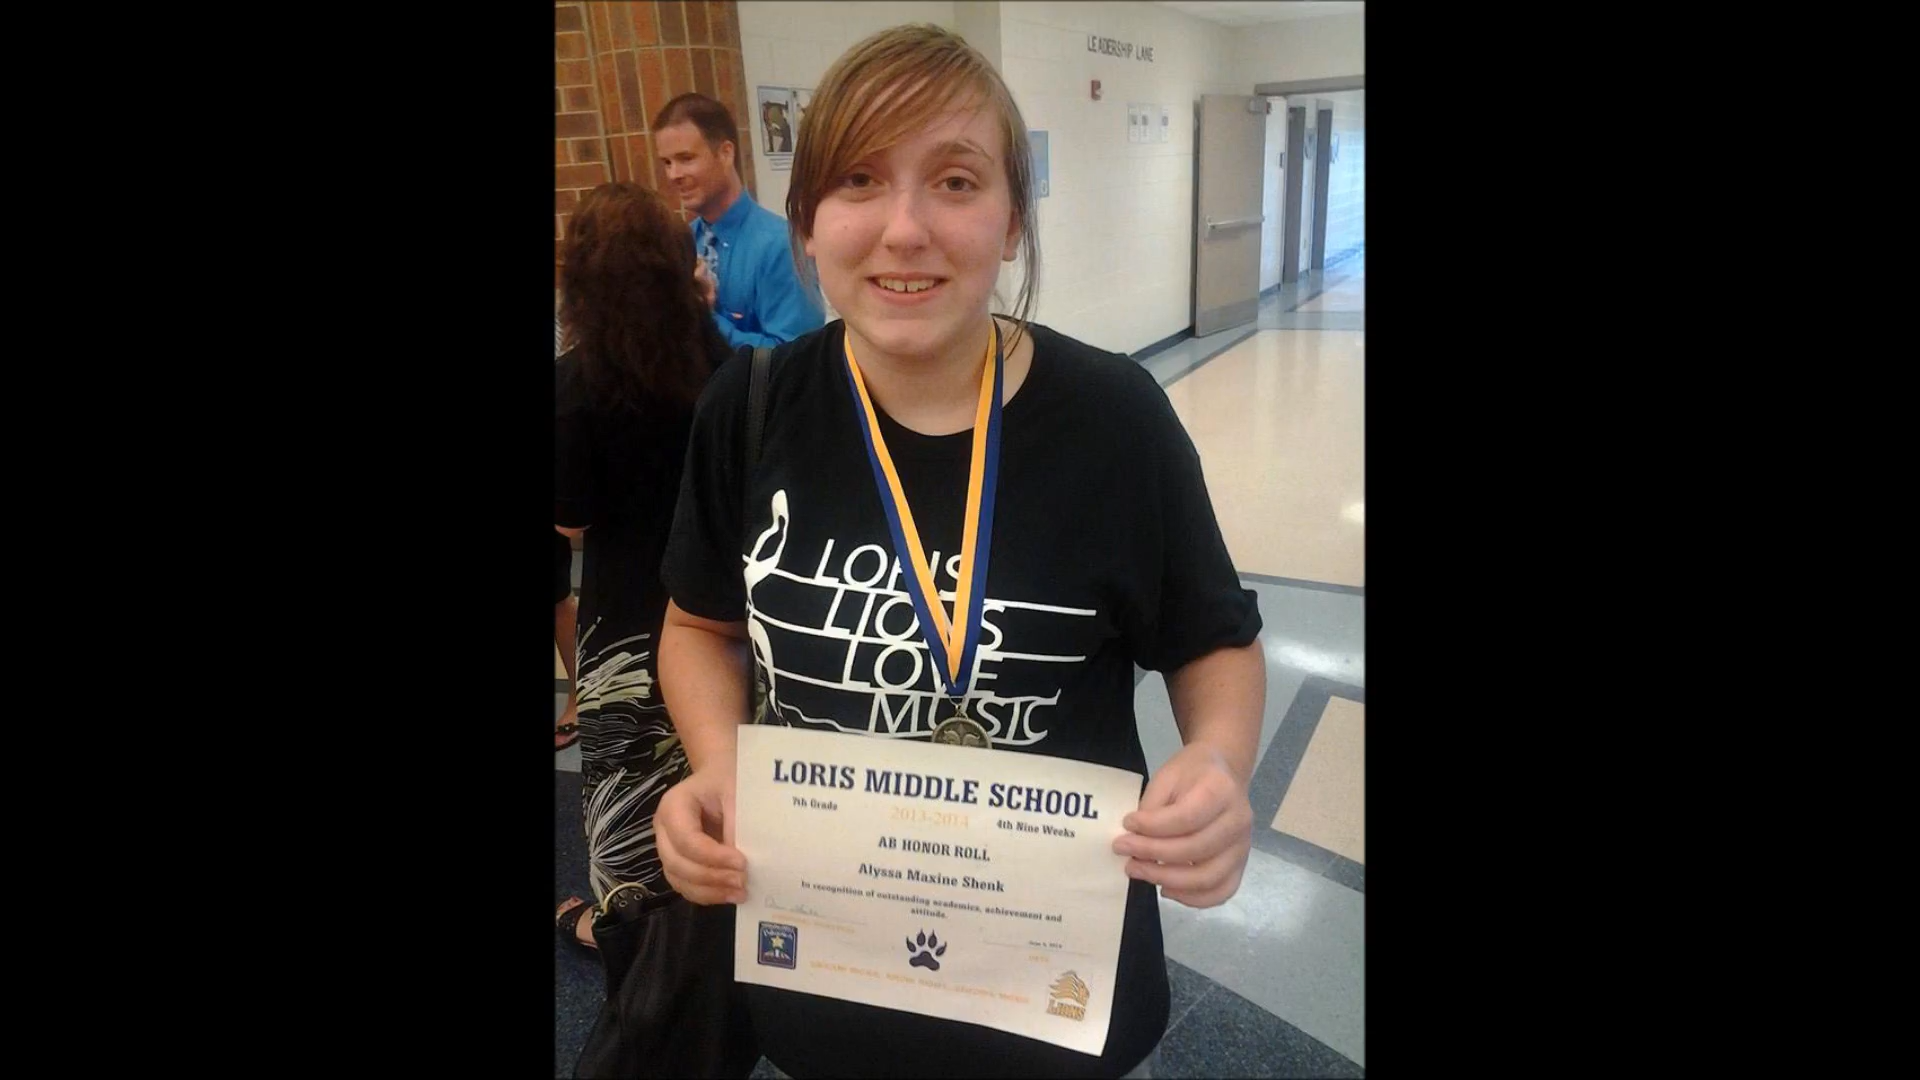 LEADERSHIP LANE
LORIS
LIONS
LOVE
MUSIC
LORIS MIDDLE SCHOOL
7th Grade 2013-2014 4th Nine Weeks
AB HONOR ROLL
Alyssa Maxine Shenk
In recognition of outstanding academics, achievement and
attitude.
LIONS